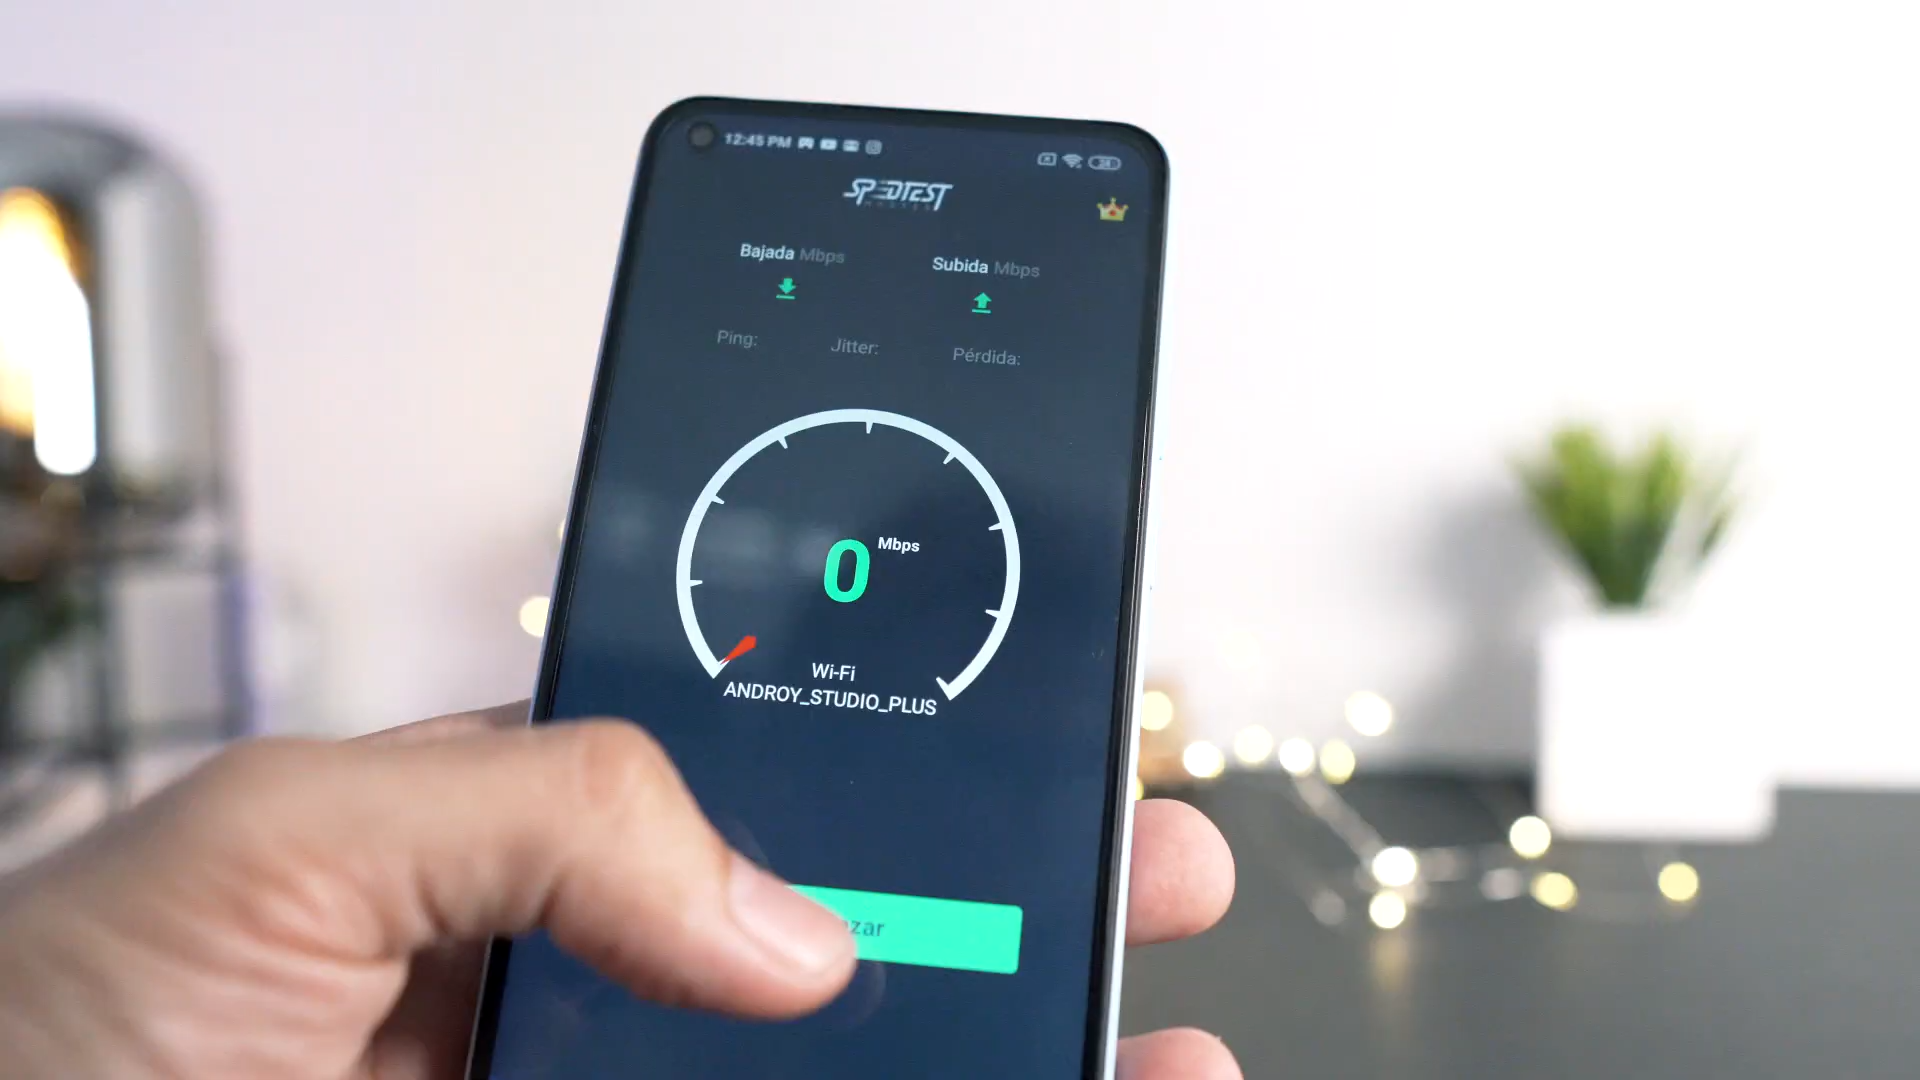 12:45 PM
SPEEDTEST
Bajada Mbps
Subida Mbps
Ping:
Jitter:
Pérdida:
0 Mbps
Wi-Fi
ANDROY_STUDIO_PLUS
zar